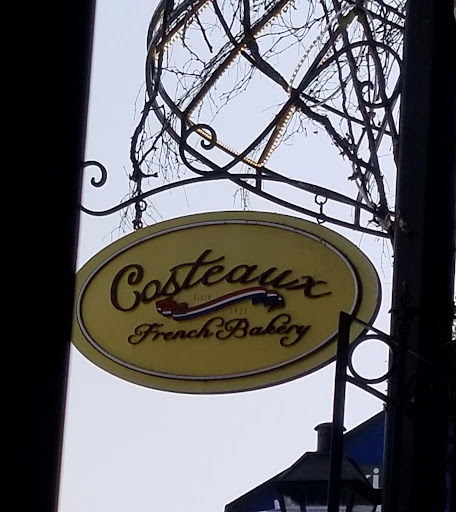 Costeaux
Since
1923
French Bakery